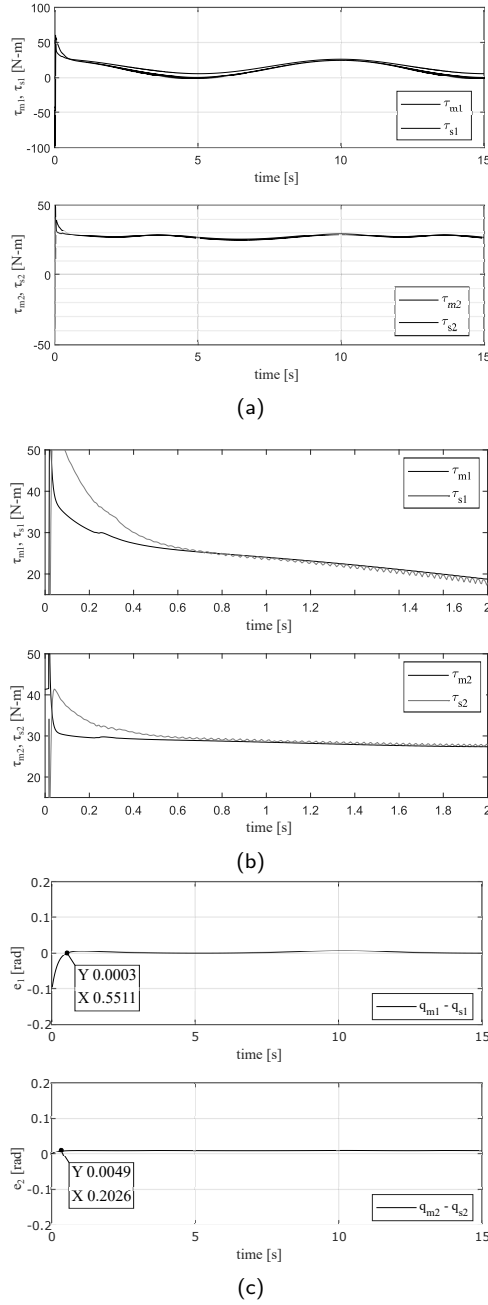 100
50
0
-50
-100
τm1, τs1 [N-m]
τm1
τs1
0 5 10 15
time [s]
50
0
-50
τm2, τs2 [N-m]
τm2
τs2
0 5 10 15
time [s]
(a)
50
40
30
20
τm1, τs1 [N-m]
τm1
τs1
0 0.2 0.4 0.6 0.8 1 1.2 1.4 1.6 2
time [s]
50
40
30
20
τm2, τs2 [N-m]
τm2
τs2
0 0.2 0.4 0.6 0.8 1 1.2 1.4 1.6 1.8 2
time [s]
(b)
0.2
0.1
0
-0.1
-0.2
e1 [rad]
Y 0.0003
X 0.5511
qm1 - qs1
0 5 10 15
time [s]
0.2
0.1
0
-0.1
-0.2
e2 [rad]
Y 0.0049
X 0.2026
qm2 - qs2
0 5 10 15
time [s]
(c)